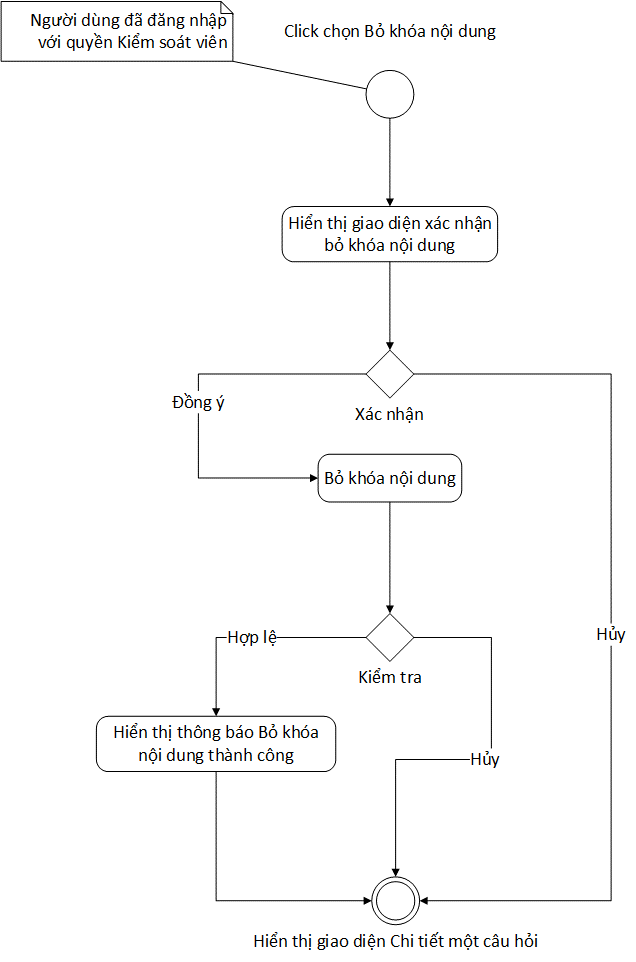 Người dùng đã đăng nhập
với quyền Kiểm soát viên
Click chọn Bỏ khóa nội dung
Hiển thị giao diện xác nhận
bỏ khóa nội dung
Đồng ý
Xác nhận
Bỏ khóa nội dung
Hủy
Hợp lệ
Kiểm tra
Hiển thị thông báo Bỏ khóa
nội dung thành công
Hủy
Hiển thị giao diện Chi tiết một câu hỏi